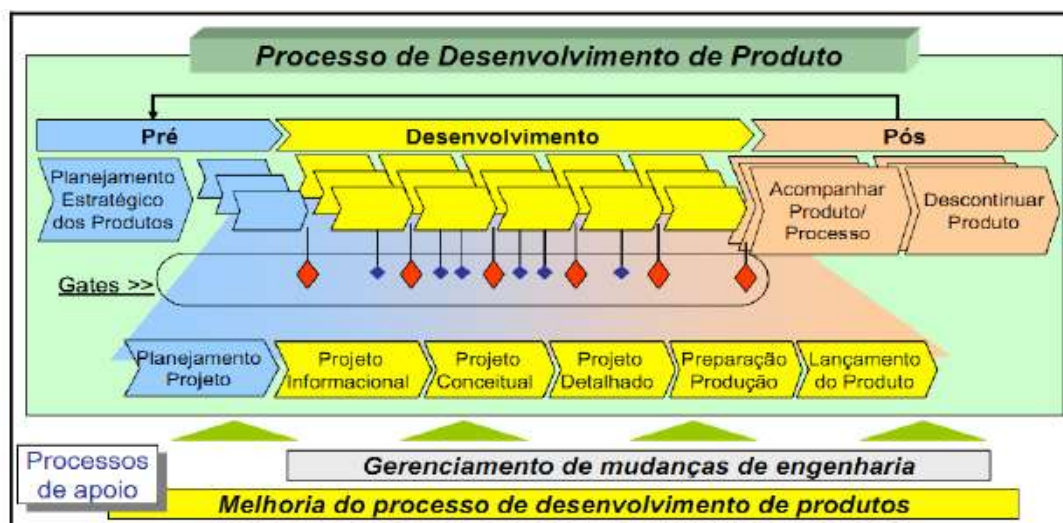 Processo de Desenvolvimento de Produto
Pré
Desenvolvimento
Pós
Planejamento
Estratégico
dos Produtos
Acompanhar
Produto/
Processo
Descontinuar
Produto
Gates >>
Planejamento
Projeto
Projeto
Informacional
Projeto
Conceitual
Projeto
Detalhado
Preparação
Produção
Lançamento
do Produto
Processos
de apoio
Gerenciamento de mudanças de engenharia
Melhoria do processo de desenvolvimento de produtos